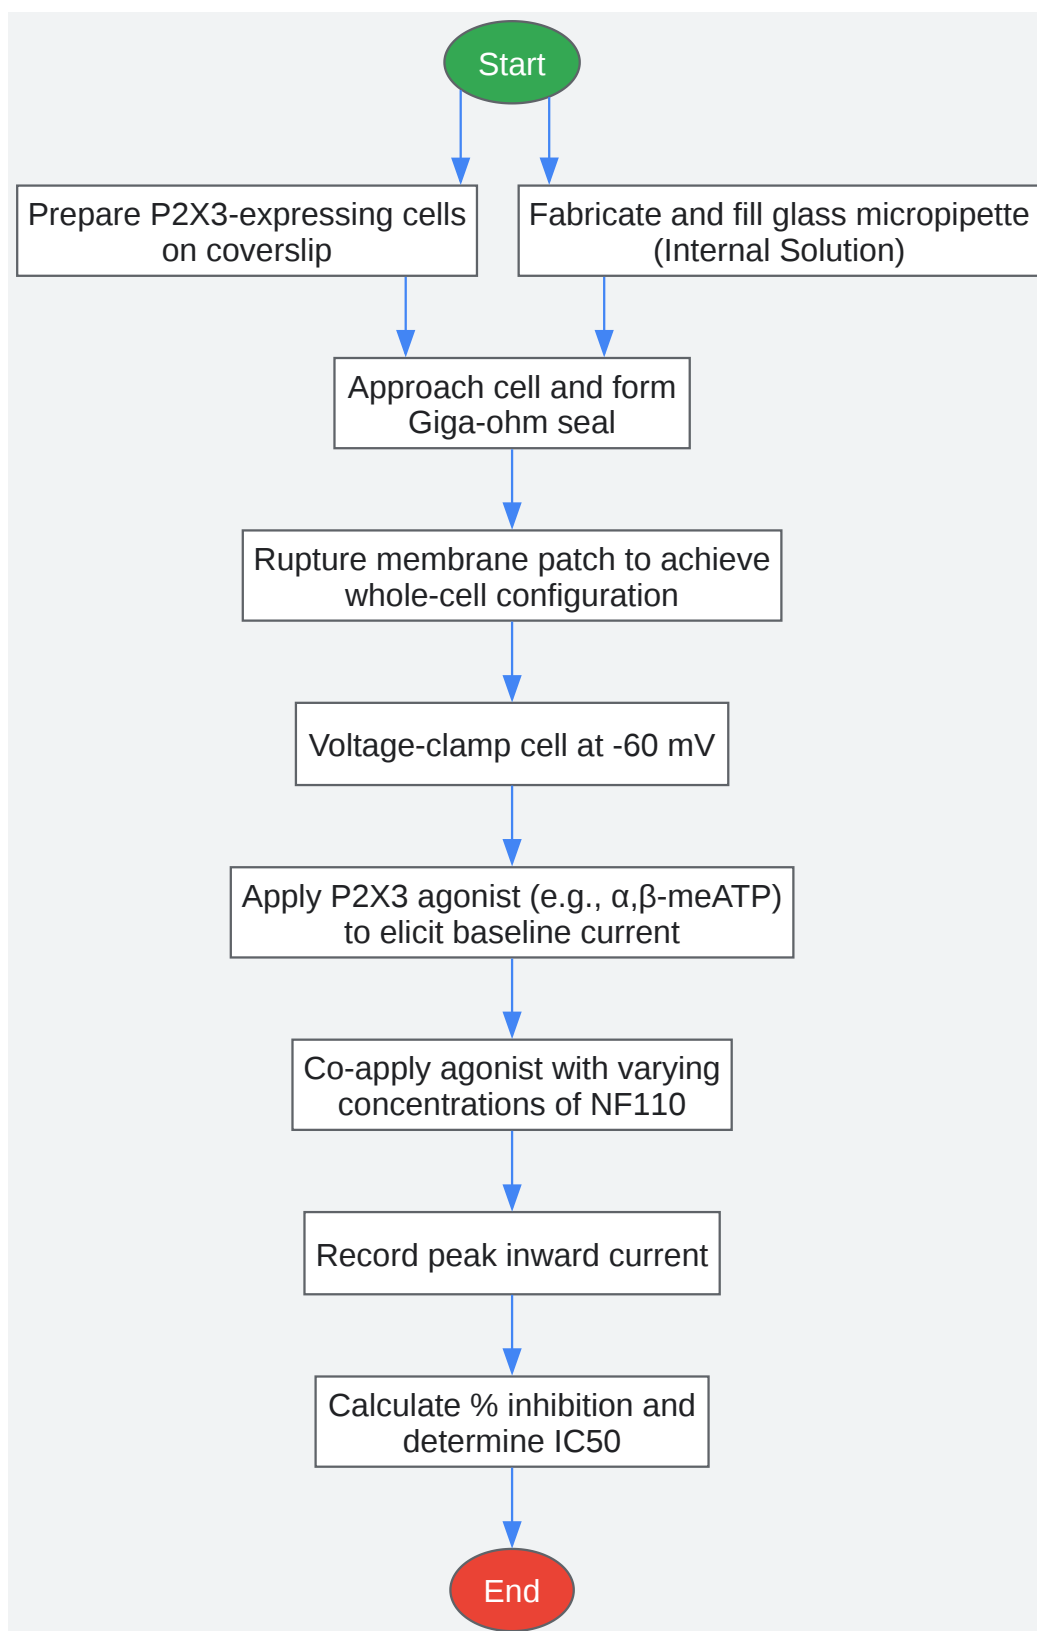 Start
Prepare P2X3-expressing cells
on coverslip
Fabricate and fill glass micropipette
(Internal Solution)
Approach cell and form
Giga-ohm seal
Rupture membrane patch to achieve
whole-cell configuration
Voltage-clamp cell at -60 mV
Apply P2X3 agonist (e.g., α,β-meATP)
to elicit baseline current
Co-apply agonist with varying
concentrations of NF110
Record peak inward current
Calculate % inhibition and
determine IC50
End